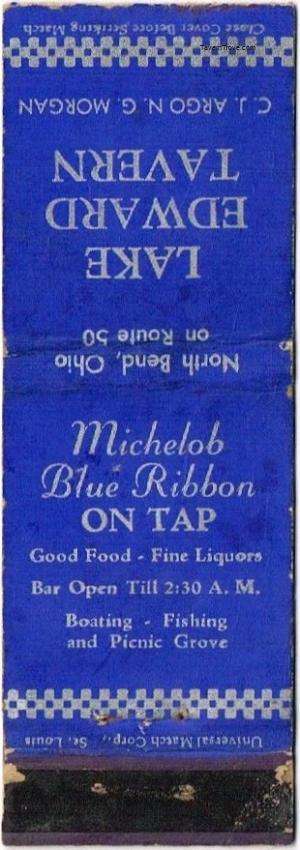 Universal Match Corp., St. Louis
North Bend, Ohio
on Route 50
LAKE
EDWARD
TAVERN
C. J. ARGO N. G. MORGAN
Close Cover Before Striking Match
Taverntrove.com
Michelob
Blue Ribbon
ON TAP
Good Food - Fine Liquors
Bar Open Till 2:30 A. M.
Boating - Fishing
and Picnic Grove